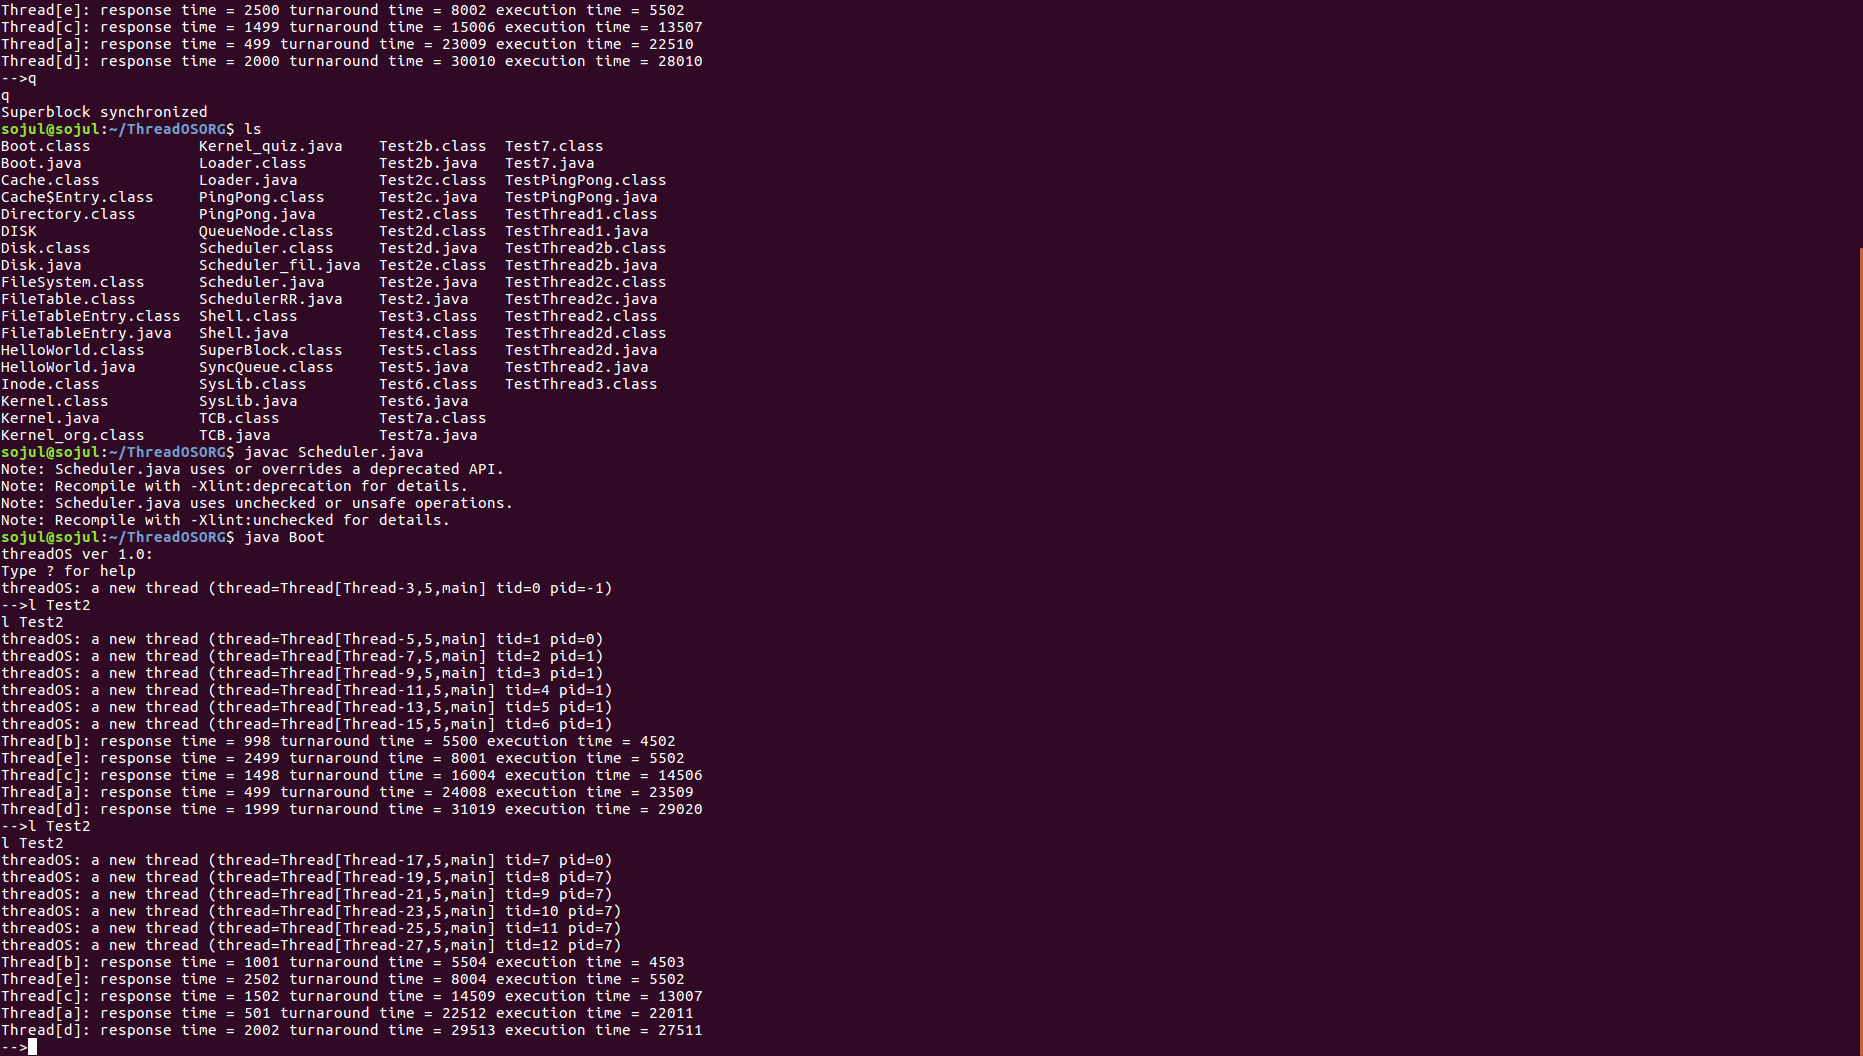 Thread[e]: response time = 2500 turnaround time = 8002 execution time = 5502
Thread[c]: response time = 1499 turnaround time = 15006 execution time = 13507
Thread[a]: response time = 499 turnaround time = 23009 execution time = 22510
Thread[d]: response time = 2000 turnaround time = 30010 execution time = 28010
-->q
q
Superblock synchronized
sojul@sojul:~/ThreadOSORG$ ls
Boot.class Kernel_quiz.java Test2b.class Test7.class
Boot.java Loader.class Test2b.java Test7.java
Cache.class Loader.java Test2c.class TestPingPong.class
Cache$Entry.class PingPong.class Test2c.java TestPingPong.java
Directory.class PingPong.java Test2.class TestThread1.class
DISK QueueNode.class Test2d.class TestThread1.java
Disk.class Scheduler.class Test2d.java TestThread2b.class
Disk.java Scheduler_fil.java Test2e.class TestThread2b.java
FileSystem.class Scheduler.java Test2e.java TestThread2c.class
FileTable.class SchedulerRR.java Test2.java TestThread2c.java
FileTableEntry.class Shell.class Test3.class TestThread2.class
FileTableEntry.java Shell.java Test4.class TestThread2d.class
HelloWorld.class SuperBlock.class Test5.class TestThread2d.java
HelloWorld.java SyncQueue.class Test5.java TestThread2.java
Inode.class SysLib.class Test6.class TestThread3.class
Kernel.class SysLib.java Test6.java
Kernel.java TCB.class Test7a.class
Kernel_org.class TCB.java Test7a.java
sojul@sojul:~/ThreadOSORG$ javac Scheduler.java
Note: Scheduler.java uses or overrides a deprecated API.
Note: Recompile with -Xlint:deprecation for details.
Note: Scheduler.java uses unchecked or unsafe operations.
Note: Recompile with -Xlint:unchecked for details.
sojul@sojul:~/ThreadOSORG$ java Boot
threadOS ver 1.0:
Type ? for help
threadOS: a new thread (thread=Thread[Thread-3,5,main] tid=0 pid=-1)
-->l Test2
l Test2
threadOS: a new thread (thread=Thread[Thread-5,5,main] tid=1 pid=0)
threadOS: a new thread (thread=Thread[Thread-7,5,main] tid=2 pid=1)
threadOS: a new thread (thread=Thread[Thread-9,5,main] tid=3 pid=1)
threadOS: a new thread (thread=Thread[Thread-11,5,main] tid=4 pid=1)
threadOS: a new thread (thread=Thread[Thread-13,5,main] tid=5 pid=1)
threadOS: a new thread (thread=Thread[Thread-15,5,main] tid=6 pid=1)
Thread[b]: response time = 998 turnaround time = 5500 execution time = 4502
Thread[e]: response time = 2499 turnaround time = 8001 execution time = 5502
Thread[c]: response time = 1498 turnaround time = 16004 execution time = 14506
Thread[a]: response time = 499 turnaround time = 24008 execution time = 23509
Thread[d]: response time = 1999 turnaround time = 31019 execution time = 29020
-->l Test2
l Test2
threadOS: a new thread (thread=Thread[Thread-17,5,main] tid=7 pid=0)
threadOS: a new thread (thread=Thread[Thread-19,5,main] tid=8 pid=7)
threadOS: a new thread (thread=Thread[Thread-21,5,main] tid=9 pid=7)
threadOS: a new thread (thread=Thread[Thread-23,5,main] tid=10 pid=7)
threadOS: a new thread (thread=Thread[Thread-25,5,main] tid=11 pid=7)
threadOS: a new thread (thread=Thread[Thread-27,5,main] tid=12 pid=7)
Thread[b]: response time = 1001 turnaround time = 5504 execution time = 4503
Thread[e]: response time = 2502 turnaround time = 8004 execution time = 5502
Thread[c]: response time = 1502 turnaround time = 14509 execution time = 13007
Thread[a]: response time = 501 turnaround time = 22512 execution time = 22011
Thread[d]: response time = 2002 turnaround time = 29513 execution time = 27511
-->